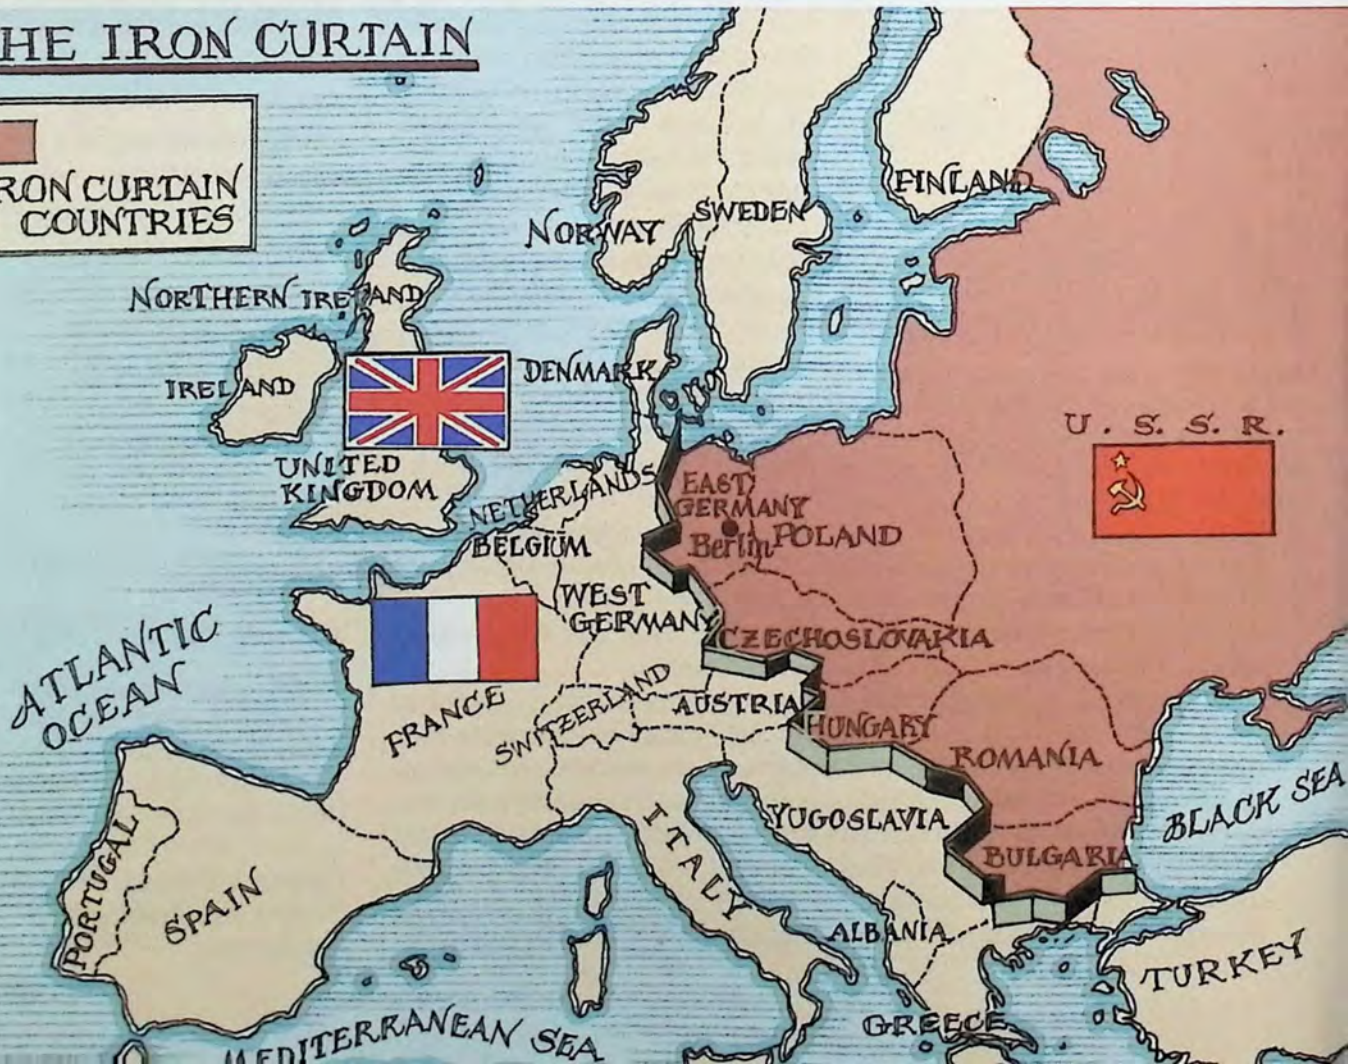 HE IRON CURTAIN
RON CURTAIN
COUNTRIES
FINLAND
SWEDEN
NORWAY
NORTHERN IRELAND
IRELAND
DENMARK
U. S. S. R.
UNITED
KINGDOM
NETHERLANDS
EAST
GERMANY
Berlin
POLAND
BELGIUM
WEST
GERMANY
CZECHOSLOVAKIA
ATLANTIC
OCEAN
FRANCE
SWITZERLAND
AUSTRIA
HUNGARY
ROMANIA
BLACK SEA
YUGOSLAVIA
ITALY
BULGARIA
PORTUGAL
SPAIN
ALBANIA
TURKEY
GREECE
MEDITERRANEAN SEA